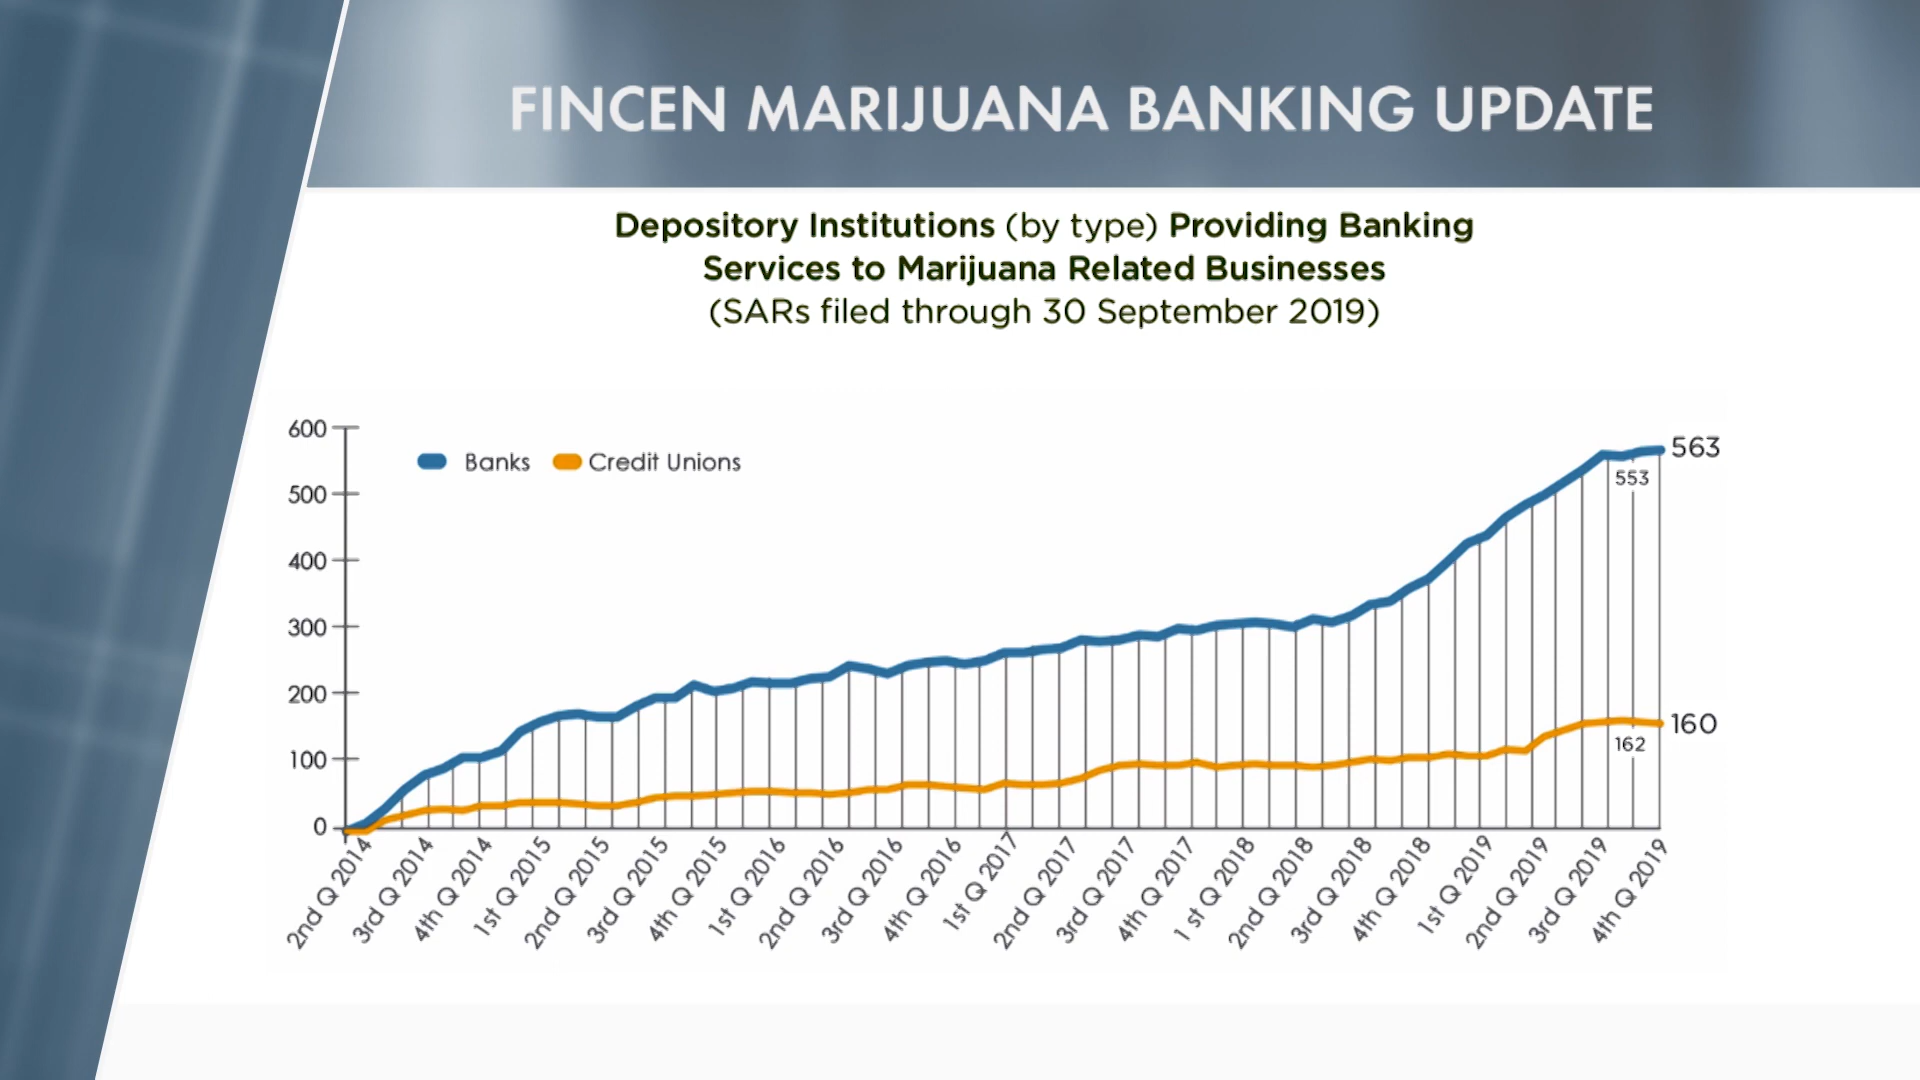 FINCEN MARIJUANA BANKING UPDATE
Depository Institutions (by type) Providing Banking
Services to Marijuana Related Businesses
(SARs filed through 30 September 2019)
600
500
400
300
200
100
0
Banks
Credit Unions
563
553
160
162
2nd Q 2014
3rd Q 2014
4th Q 2014
1st Q 2015
2nd Q 2015
3rd Q 2015
4th Q 2015
1st Q 2016
2nd Q 2016
3rd Q 2016
4th Q 2016
1st Q 2017
2nd Q 2017
3rd Q 2017
4th Q 2017
1 st Q 2018
2nd Q 2018
3rd Q 2018
4th Q 2018
1st Q 2019
2nd Q 2019
3rd Q 2019
4th Q 2019